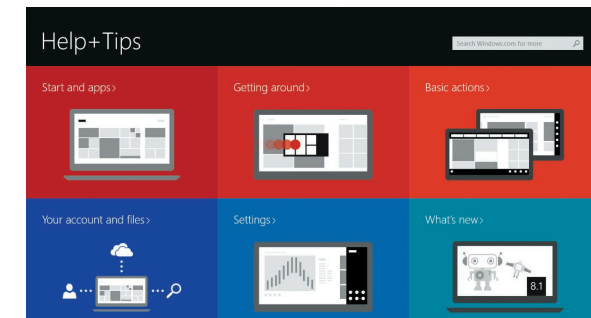 Help+Tips
Search Windows.com for more
Start and apps>
Getting around>
Basic actions>
Your account and files>
Settings>
What's new>
8.1